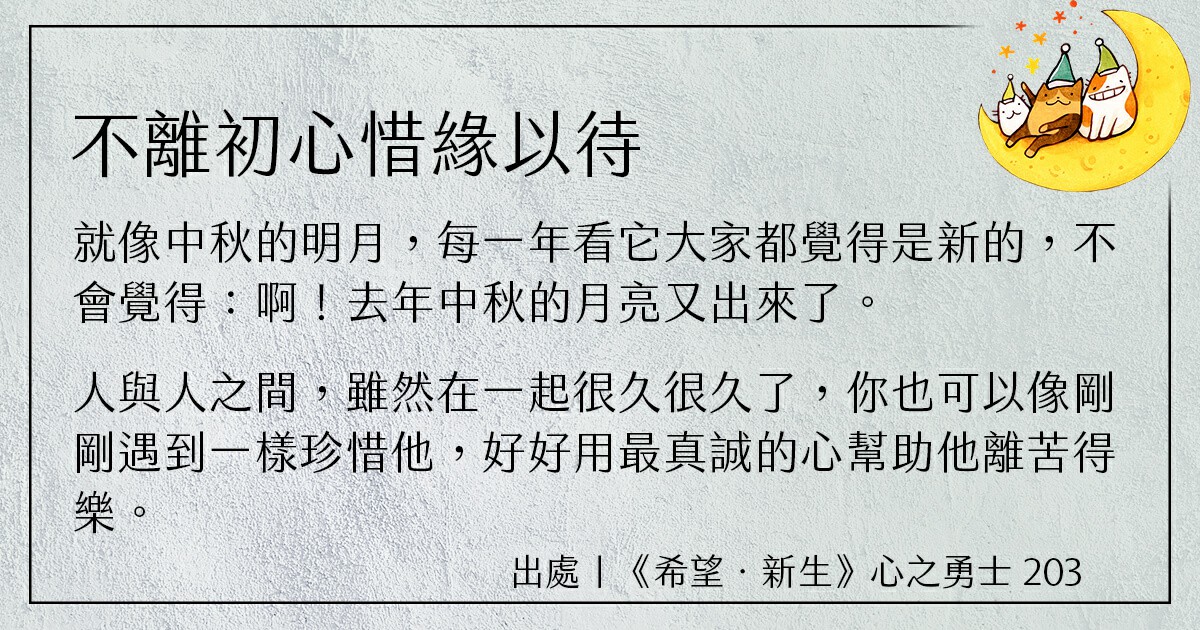 不離初心惜緣以待
就像中秋的明月，每一年看它大家都覺得是新的，不
會覺得：啊！去年中秋的月亮又出來了。
人與人之間，雖然在一起很久很久了，你也可以像剛
剛遇到一樣珍惜他，好好用最真誠的心幫助他離苦得
樂。
出處｜《希望．新生》心之勇士 203